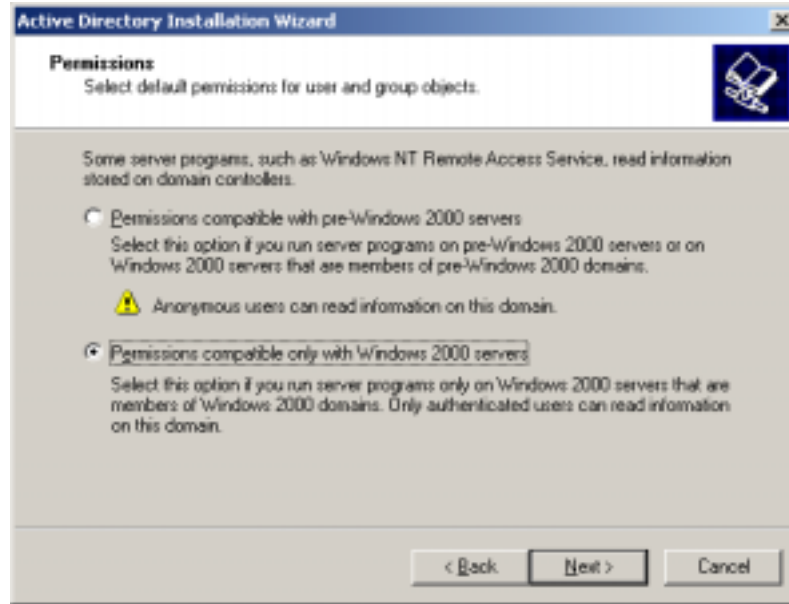 Active Directory Installation Wizard
Permissions
Select default permissions for user and group objects.
Some server programs, such as Windows NT Remote Access Service, read information
stored on domain controllers.
Permissions compatible with pre-Windows 2000 servers
Select this option if you run server programs on pre-Windows 2000 servers or on
Windows 2000 servers that are members of pre-Windows 2000 domains.
Anonymous users can read information on this domain.
Permissions compatible only with Windows 2000 servers
Select this option if you run server programs only on Windows 2000 servers that are
members of Windows 2000 domains. Only authenticated users can read information
on this domain.
< Back
Next >
Cancel